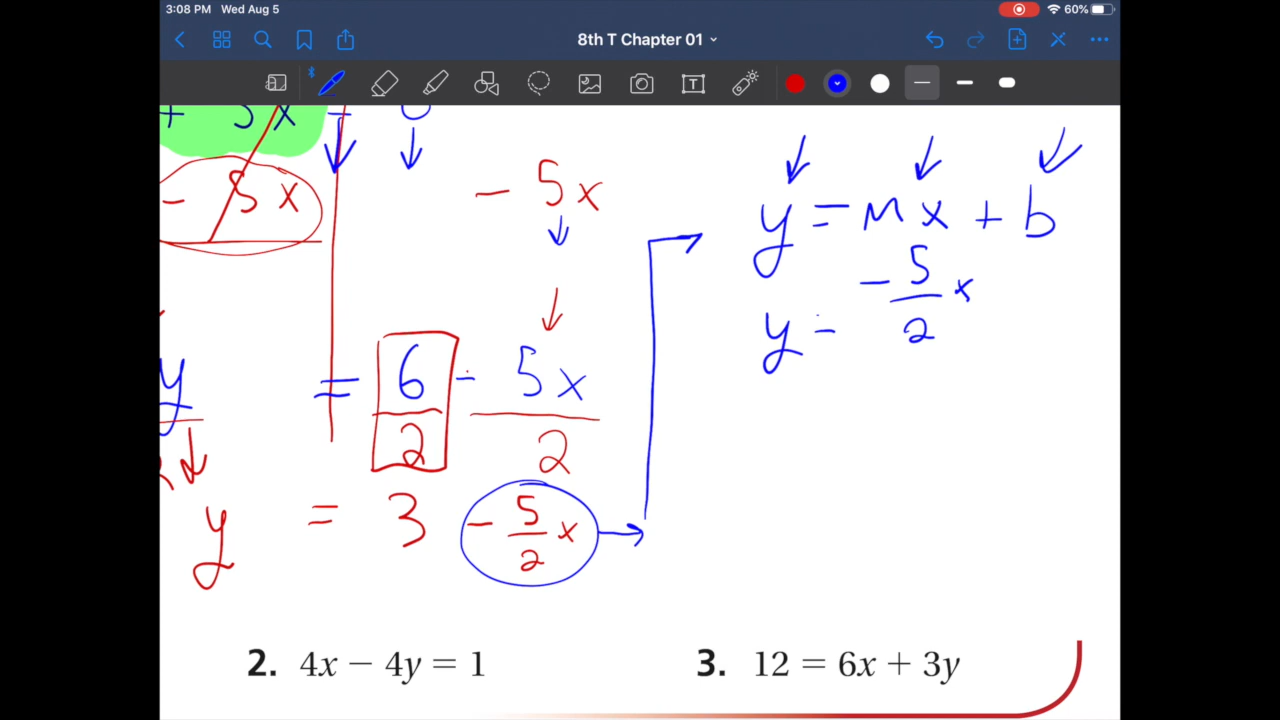 3:08 PM Wed Aug 5
60%
8th T Chapter 01
T
+ 5x =
- 5x
- 5x
y = mx + b
- 5/2 x
y =
y = 6/2 - 5x/2
y = 3 - 5/2 x
2. 4x − 4y = 1
3. 12 = 6x + 3y